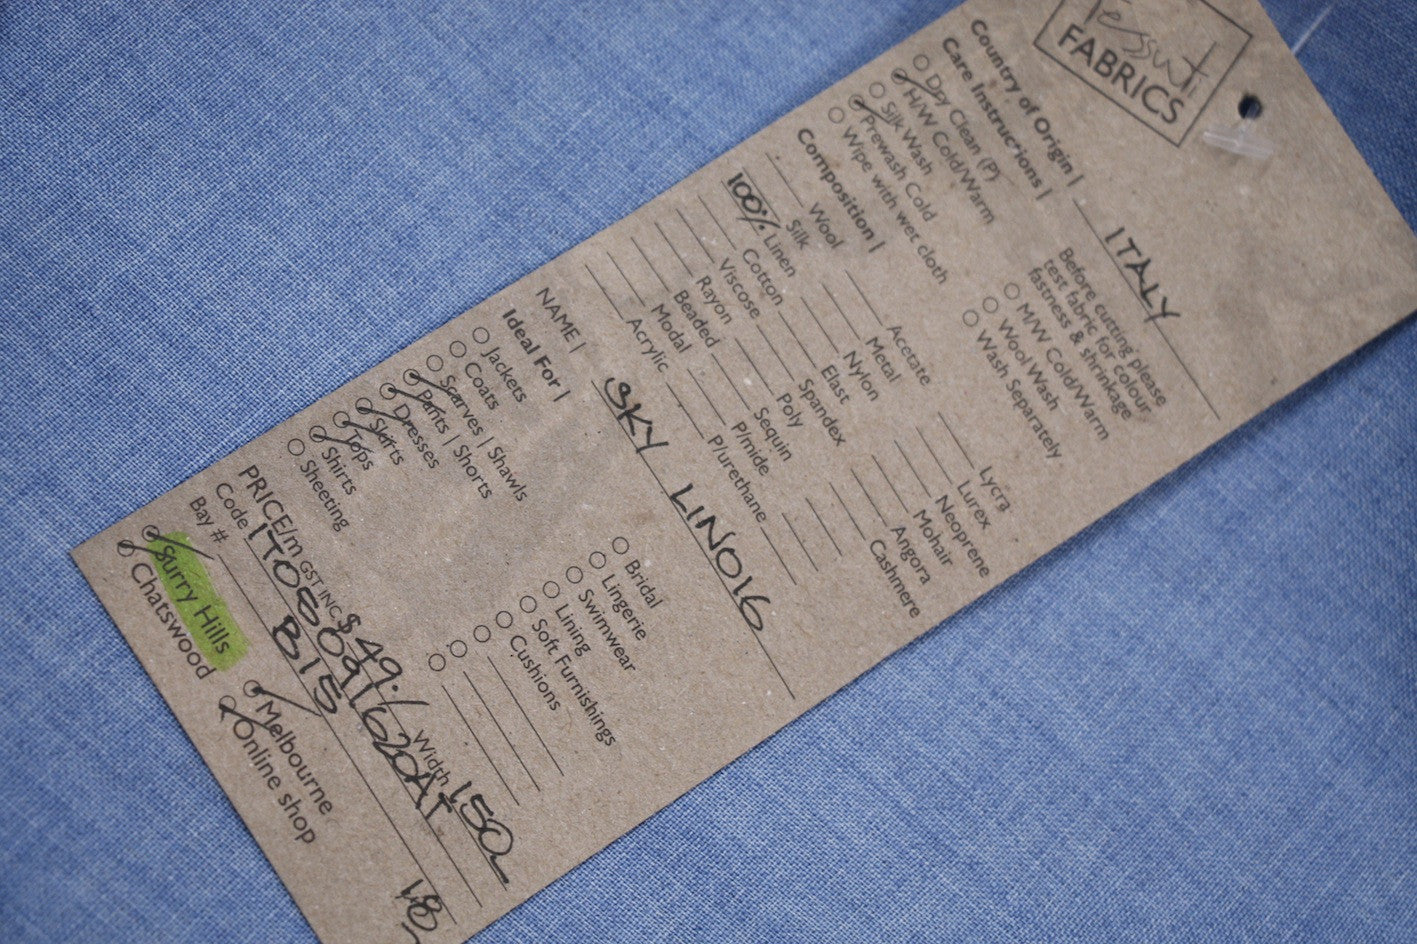 Tessuti
FABRICS
Country of Origin | ITALY
Care Instructions |
Dry Clean (P)
H/W Cold/Warm
Silk Wash
Prewash Cold
Wipe with wet cloth
Before cutting please
test fabric for colour
fastness & shrinkage
M/W Cold/Warm
Wool Wash
Wash Separately
Composition |
Wool
Silk
100% Linen
Cotton
Viscose
Rayon
Beaded
Modal
Acrylic
Acetate
Metal
Nylon
Elast
Spandex
Poly
Sequin
P/mide
P/urethane
Lycra
Lurex
Neoprene
Mohair
Angora
Cashmere
NAME | SKY LINO16
Ideal For |
Jackets
Coats
Scarves | Shawls
Pants | Shorts
Dresses
Skirts
Tops
Shirts
Sheeting
Bridal
Lingerie
Swimwear
Lining
Soft Furnishings
Cushions
PRICE/m GST INC $49./ Width 150
Code
Bay # B15
Surry Hills
Chatswood
Melbourne
Online shop